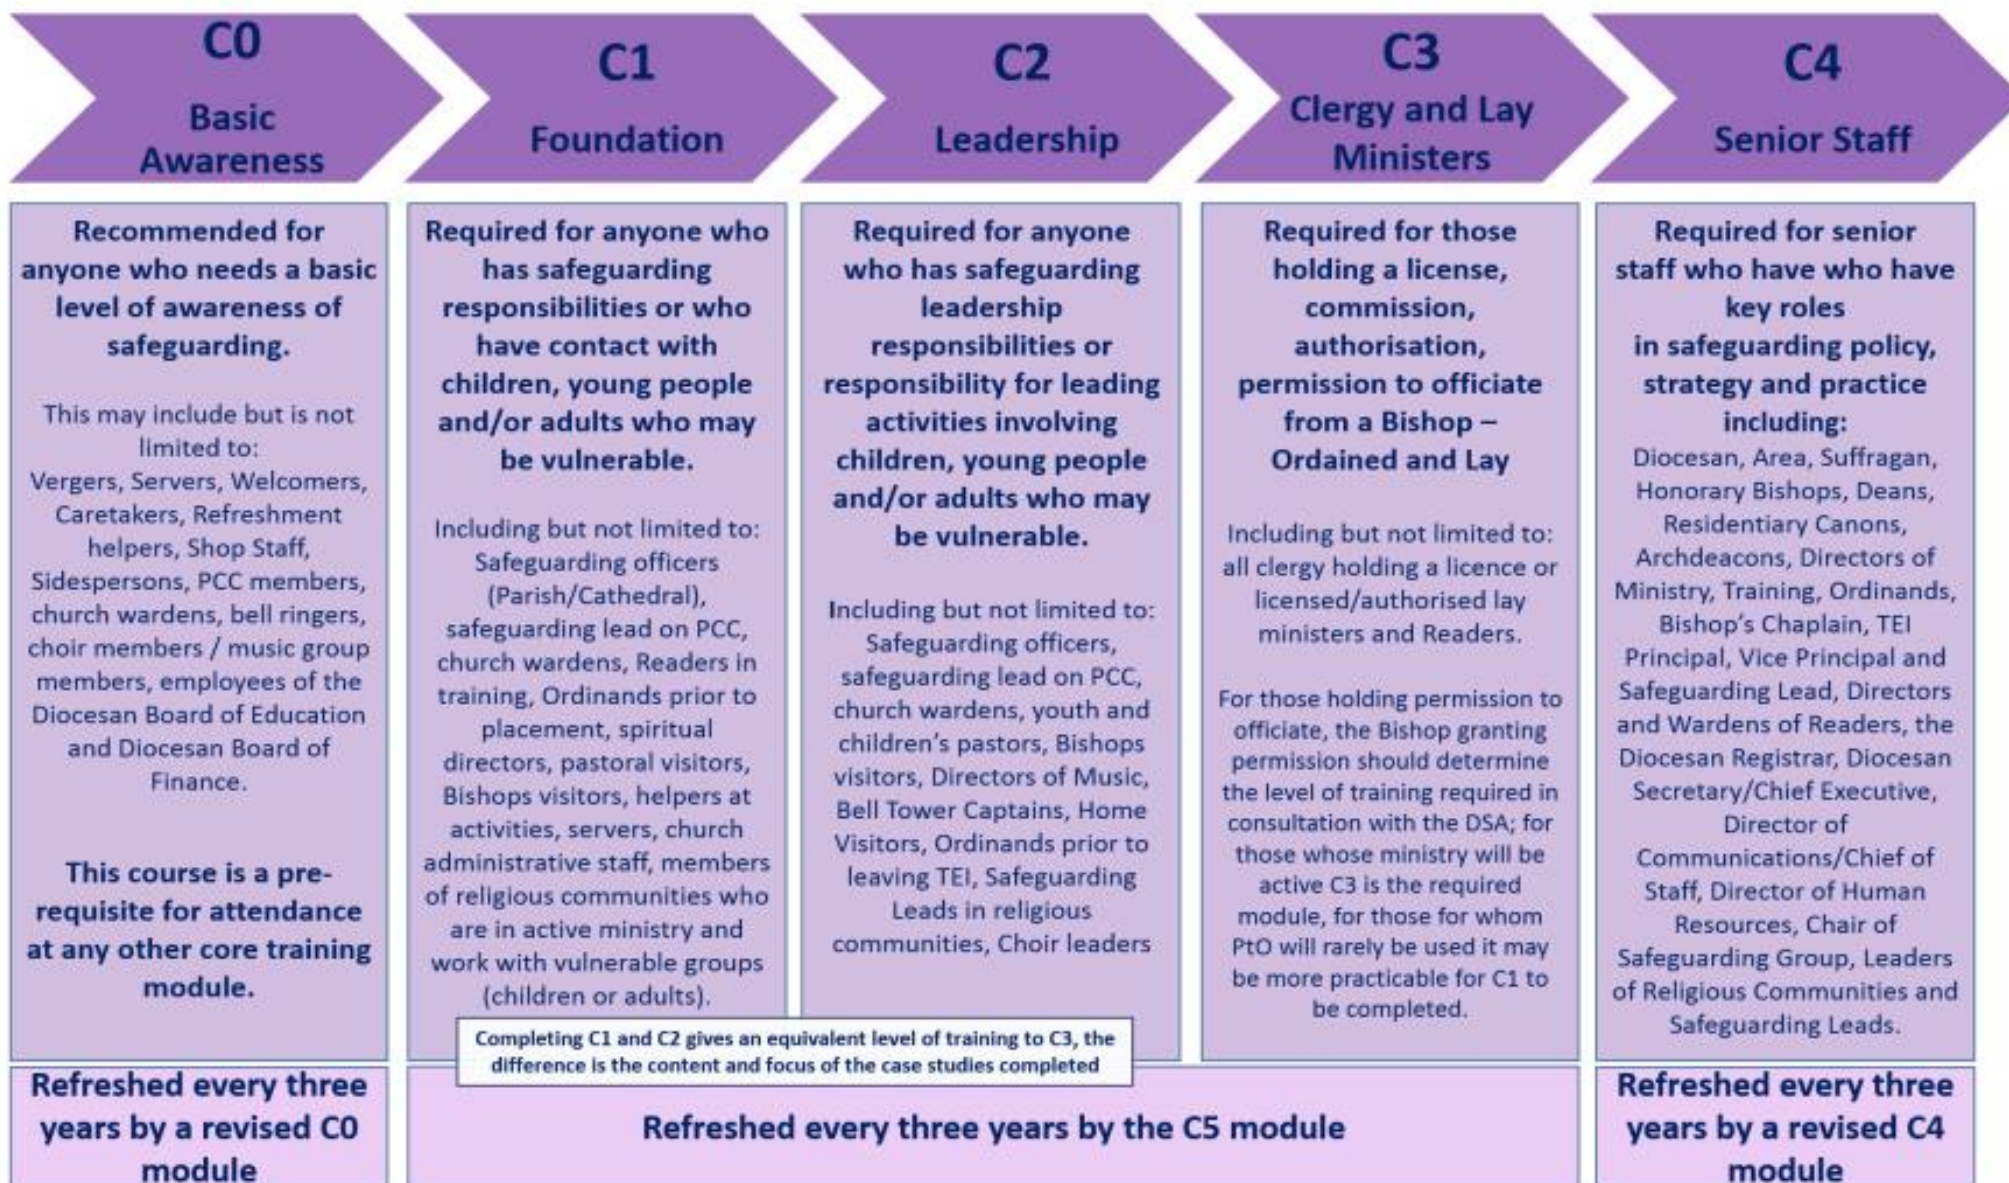 C0
Basic
Awareness
C1
Foundation
C2
Leadership
C3
Clergy and Lay
Ministers
C4
Senior Staff
Recommended for
anyone who needs a basic
level of awareness of
safeguarding.
This may include but is not
limited to:
Vergers, Servers, Welcomers,
Caretakers, Refreshment
helpers, Shop Staff,
Sidespersons, PCC members,
church wardens, bell ringers,
choir members / music group
members, employees of the
Diocesan Board of Education
and Diocesan Board of
Finance.
This course is a pre-
requisite for attendance
at any other core training
module.
Required for anyone who
has safeguarding
responsibilities or who
have contact with
children, young people
and/or adults who may
be vulnerable.
Including but not limited to:
Safeguarding officers
(Parish/Cathedral),
safeguarding lead on PCC,
church wardens, Readers in
training, Ordinands prior to
placement, spiritual
directors, pastoral visitors,
Bishops visitors, helpers at
activities, servers, church
administrative staff, members
of religious communities who
are in active ministry and
work with vulnerable groups
(children or adults).
Required for anyone
who has safeguarding
leadership
responsibilities or
responsibility for leading
activities involving
children, young people
and/or adults who may
be vulnerable.
Including but not limited to:
Safeguarding officers,
safeguarding lead on PCC,
church wardens, youth and
children's pastors, Bishops
visitors, Directors of Music,
Bell Tower Captains, Home
Visitors, Ordinands prior to
leaving TEI, Safeguarding
Leads in religious
communities, Choir leaders
Required for those
holding a license,
commission,
authorisation,
permission to officiate
from a Bishop –
Ordained and Lay
Including but not limited to:
all clergy holding a licence or
licensed/authorised lay
ministers and Readers.
For those holding permission to
officiate, the Bishop granting
permission should determine
the level of training required in
consultation with the DSA; for
those whose ministry will be
active C3 is the required
module, for those for whom
PtO will rarely be used it may
be more practicable for C1 to
be completed.
Required for senior
staff who have who have
key roles
in safeguarding policy,
strategy and practice
including:
Diocesan, Area, Suffragan,
Honorary Bishops, Deans,
Residentiary Canons,
Archdeacons, Directors of
Ministry, Training, Ordinands,
Bishop's Chaplain, TEI
Principal, Vice Principal and
Safeguarding Lead, Directors
and Wardens of Readers, the
Diocesan Registrar, Diocesan
Secretary/Chief Executive,
Director of
Communications/Chief of
Staff, Director of Human
Resources, Chair of
Safeguarding Group, Leaders
of Religious Communities and
Safeguarding Leads.
Completing C1 and C2 gives an equivalent level of training to C3, the
difference is the content and focus of the case studies completed
Refreshed every three
years by a revised C0
module
Refreshed every three years by the C5 module
Refreshed every three
years by a revised C4
module